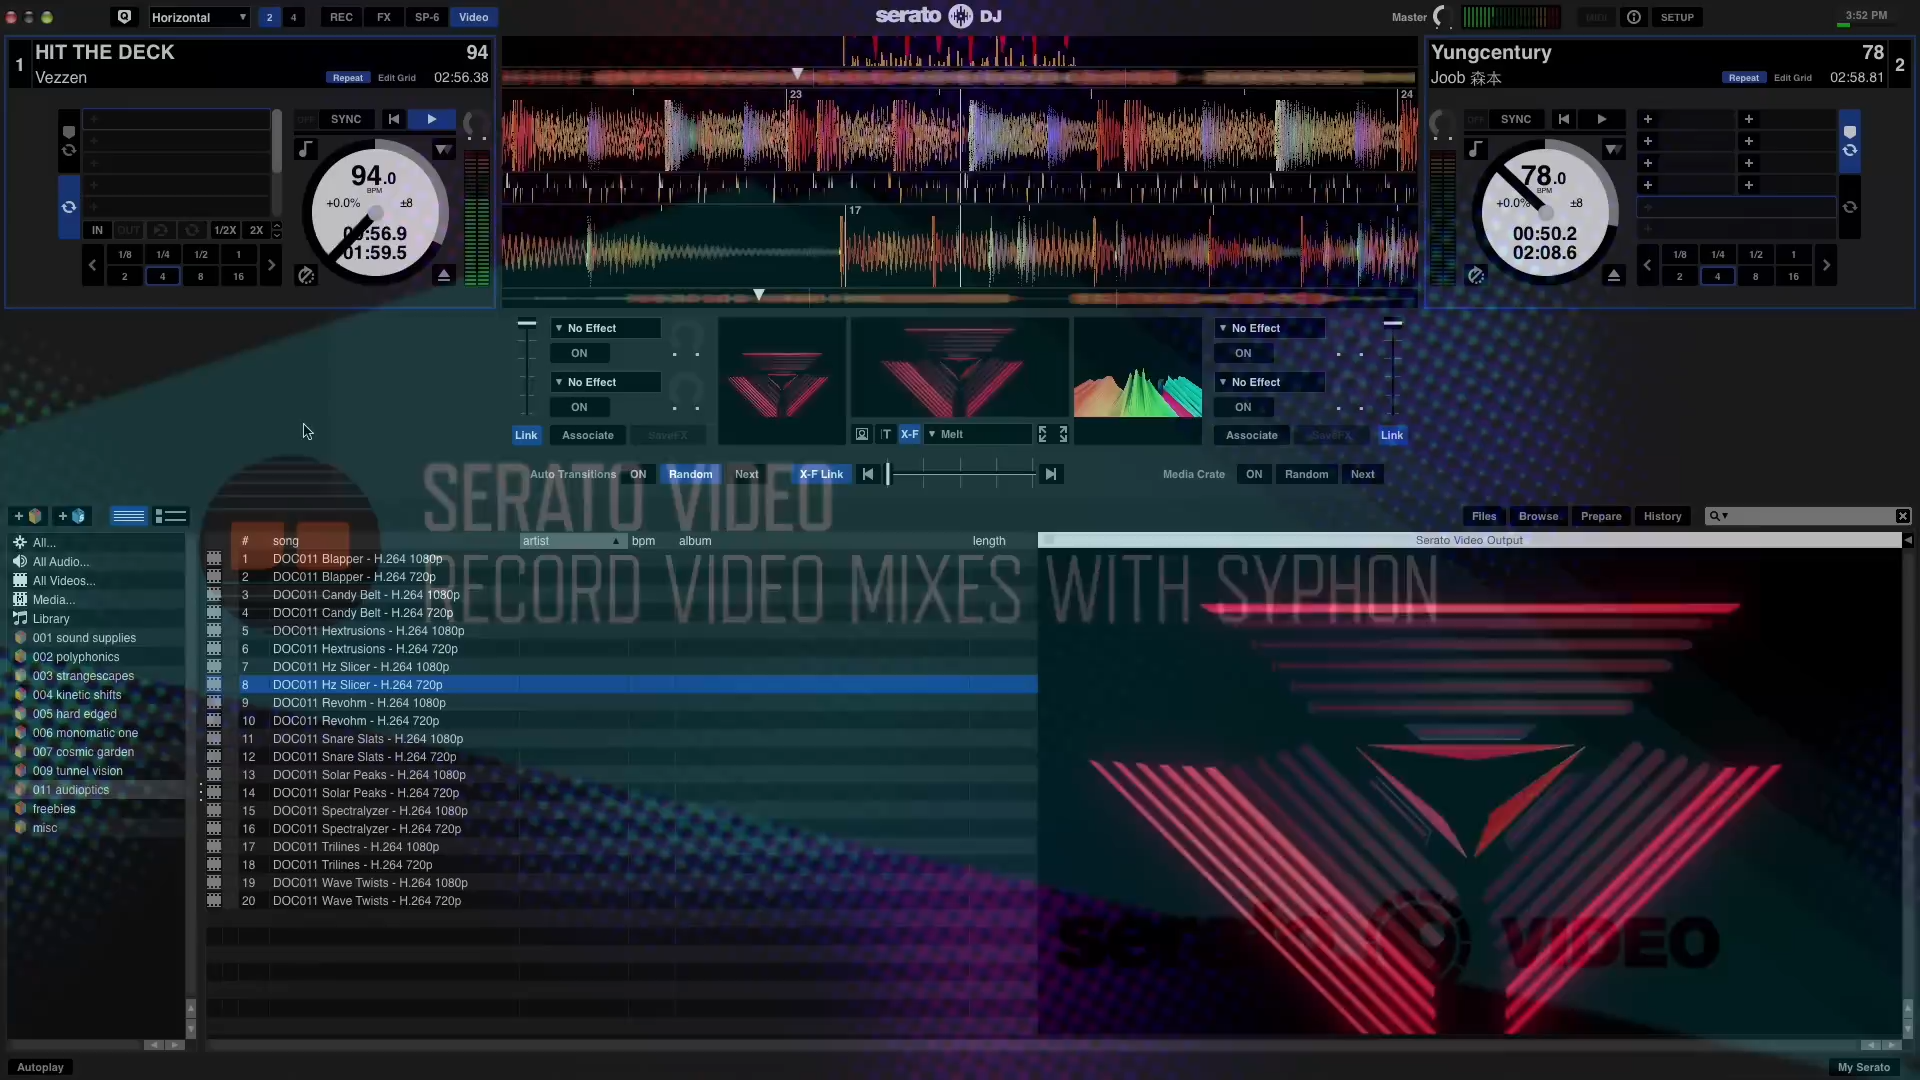 Horizontal
2 4
REC FX SP-6 Video
serato DJ
Master
MIDI
SETUP
3:52 PM
1
HIT THE DECK
94
Vezzen
Repeat Edit Grid 02:56.38
OFF SYNC
94.0
BPM
+0.0% ±8
01:59.5
IN OUT 1/2X 2X
1/8 1/4 1/2 1
2 4 8 16
23
24
17
Yungcentury
78
2
Joob 森本
Repeat Edit Grid 02:58.81
OFF SYNC
78.0
BPM
+0.0% ±8
00:50.2
02:08.6
1/8 1/4 1/2 1
2 4 8 16
No Effect
ON
No Effect
ON
Link Associate SaveFX
T X-F Melt
No Effect
ON
No Effect
ON
Associate SaveFX Link
Auto Transitions ON Random Next X-F Link
Media Crate ON Random Next
SERATO VIDEO
RECORD VIDEO MIXES WITH SYPHON
Files Browse Prepare History
All...
All Audio...
All Videos...
Media...
Library
001 sound supplies
002 polyphonics
003 strangescapes
004 kinetic shifts
005 hard edged
006 monomatic one
007 cosmic garden
009 tunnel vision
011 audioptics
freebies
misc
# song artist bpm album length
1 DOC011 Blapper - H.264 1080p
2 DOC011 Blapper - H.264 720p
3 DOC011 Candy Belt - H.264 1080p
4 DOC011 Candy Belt - H.264 720p
5 DOC011 Hextrusions - H.264 1080p
6 DOC011 Hextrusions - H.264 720p
7 DOC011 Hz Slicer - H.264 1080p
8 DOC011 Hz Slicer - H.264 720p
9 DOC011 Revohm - H.264 1080p
10 DOC011 Revohm - H.264 720p
11 DOC011 Snare Slats - H.264 1080p
12 DOC011 Snare Slats - H.264 720p
13 DOC011 Solar Peaks - H.264 1080p
14 DOC011 Solar Peaks - H.264 720p
15 DOC011 Spectralyzer - H.264 1080p
16 DOC011 Spectralyzer - H.264 720p
17 DOC011 Trilines - H.264 1080p
18 DOC011 Trilines - H.264 720p
19 DOC011 Wave Twists - H.264 1080p
20 DOC011 Wave Twists - H.264 720p
Serato Video Output
serato VIDEO
Autoplay
My Serato